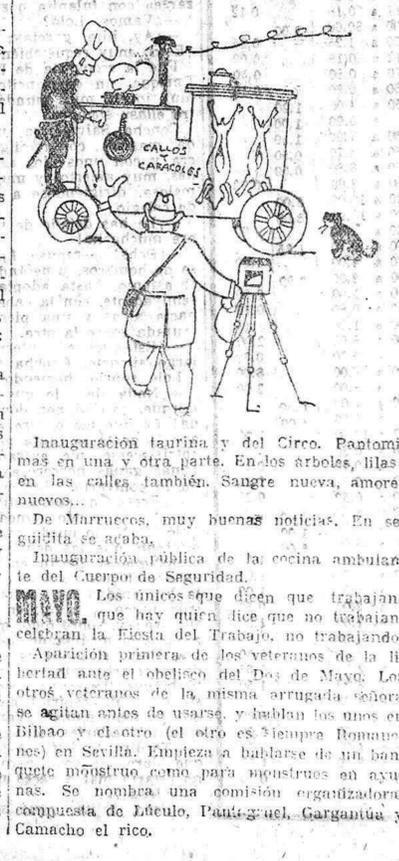 CALLOS
Y
CARACOLES
Inauguración taurina y del Circo. Pantomi
mas en una y otra parte. En los árboles, lilas
en las calles también. Sangre nueva, amore
nuevos...
De Marruecos, muy buenas noticias. En se
guidita se acaba.
Inauguración pública de la cocina ambulan
te del Cuerpo de Seguridad.
MAYO. Los únicos que dicen que trabajan
que hay quien dice que no trabajan
celebran la Fiesta del Trabajo, no trabajando
Aparición primera de los veteranos de la li
bertad ante el obelisco del Dos de Mayo. Lo
otros veteranos de la misma arrugada señora
se agitan antes de usarse, y hablan los unos en
Bilbao y el otro (el otro es siempre Romano
nes) en Sevilla. Empieza a hablarse de un ban
quete monstruo como para monstruos en ayu
nas. Se nombra una comisión organizadora
compuesta de Lúculo, Pantagruel, Gargantúa y
Camacho el rico.